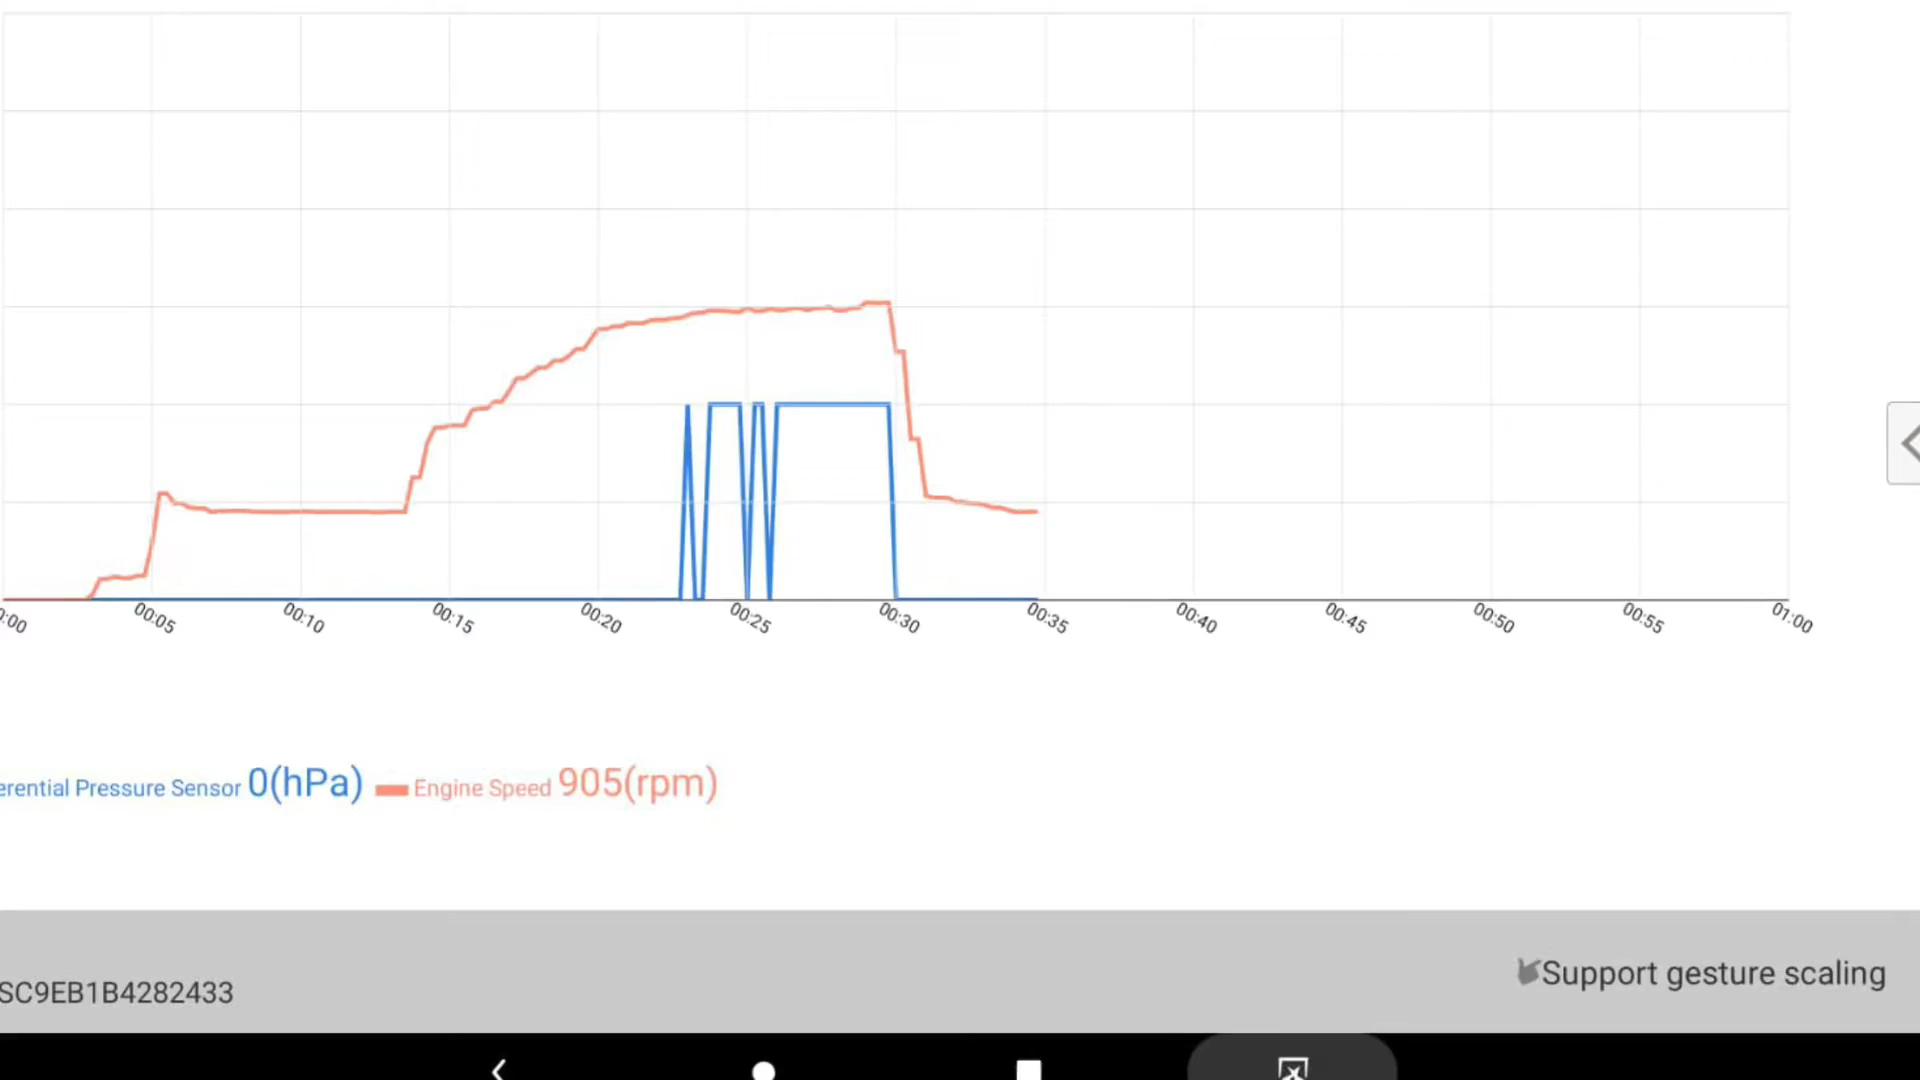 :00 00:05 00:10 00:15 00:20 00:25 00:30 00:35 00:40 00:45 00:50 00:55 01:00
erential Pressure Sensor 0(hPa) Engine Speed 905(rpm)
Support gesture scaling
SC9EB1B4282433